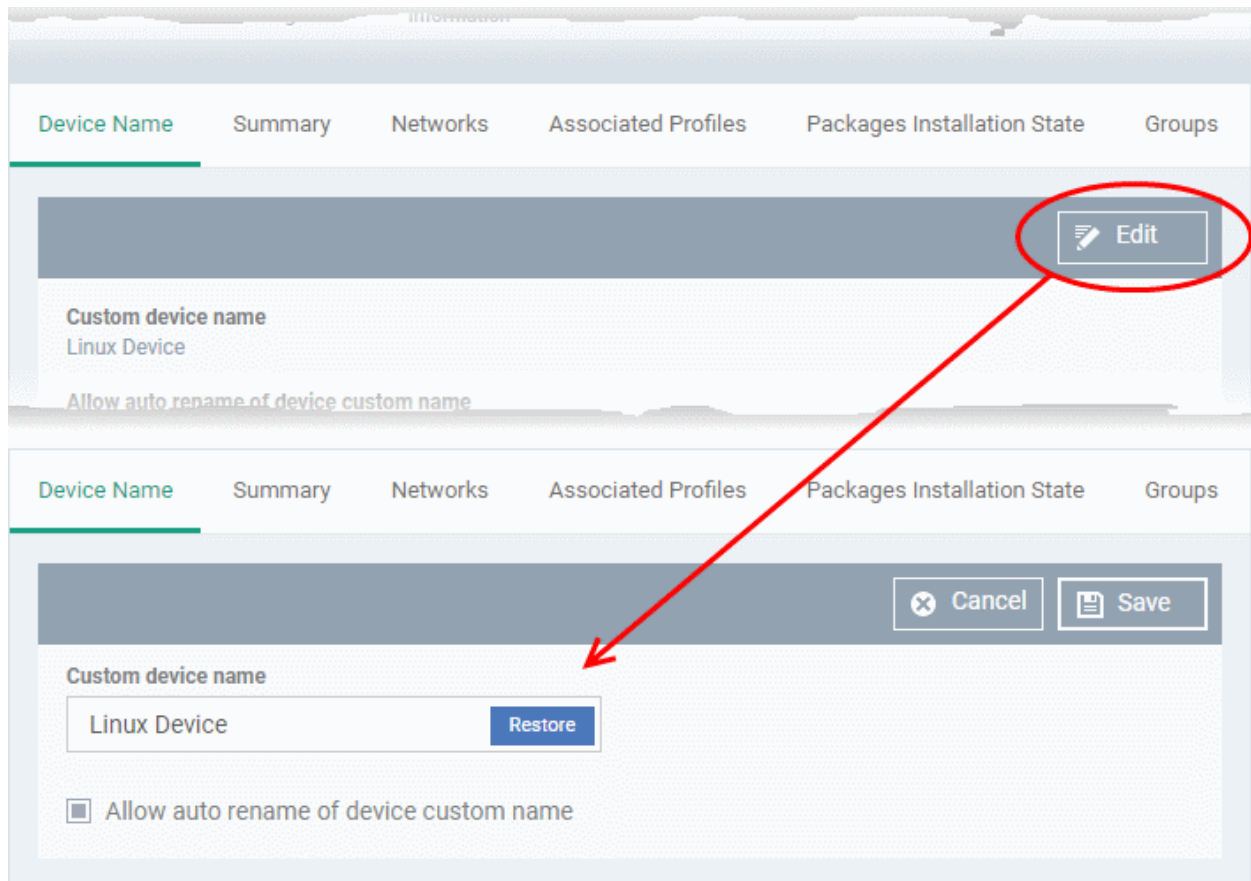 Information
Device Name Summary Networks Associated Profiles Packages Installation State Groups
Edit
Custom device name
Linux Device
Allow auto rename of device custom name
Device Name Summary Networks Associated Profiles Packages Installation State Groups
Cancel Save
Custom device name
Linux Device Restore
Allow auto rename of device custom name